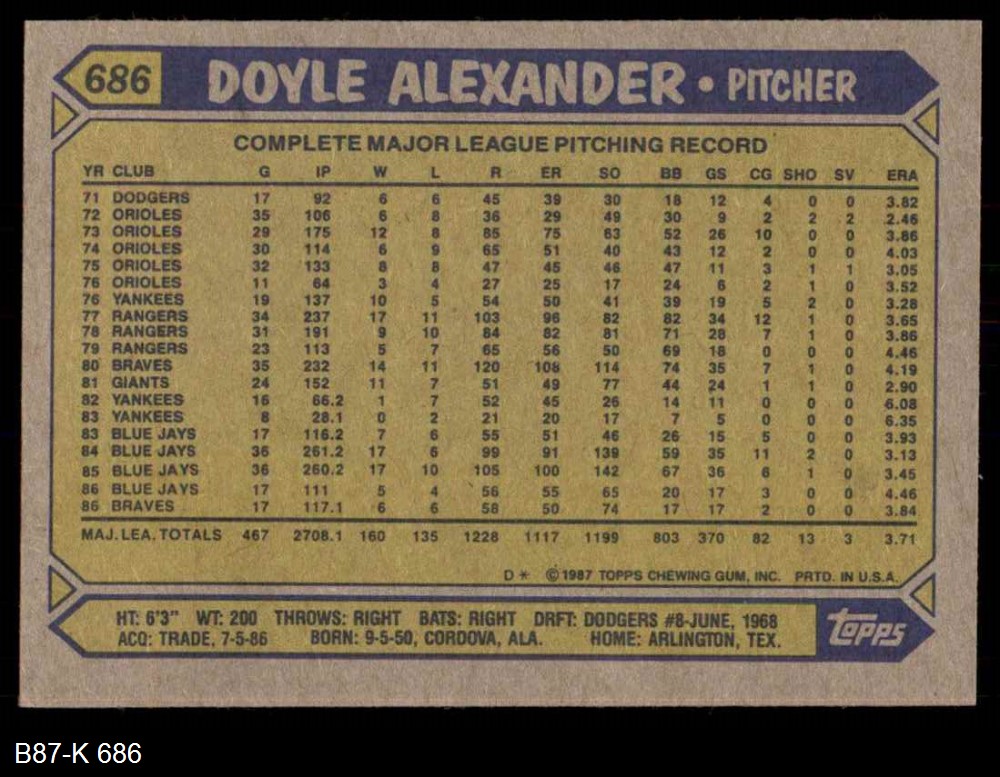 686 DOYLE ALEXANDER • PITCHER
COMPLETE MAJOR LEAGUE PITCHING RECORD
YR CLUB G IP W L R ER SO BB GS CG SHO SV ERA
71 DODGERS 17 92 6 6 45 39 30 18 12 4 0 0 3.82
72 ORIOLES 35 106 6 8 36 29 49 30 9 2 2 2 2.46
73 ORIOLES 29 175 12 8 85 75 63 52 26 10 0 0 3.86
74 ORIOLES 30 114 6 9 65 51 40 43 12 2 0 0 4.03
75 ORIOLES 32 133 8 8 47 45 46 47 11 3 1 1 3.05
76 ORIOLES 11 64 3 4 27 25 17 24 6 2 1 0 3.52
76 YANKEES 19 137 10 5 54 50 41 39 19 5 2 0 3.28
77 RANGERS 34 237 17 11 103 96 82 82 34 12 1 0 3.65
78 RANGERS 31 191 9 10 84 82 81 71 28 7 1 0 3.86
79 RANGERS 23 113 5 7 65 56 50 69 18 0 0 0 4.46
80 BRAVES 35 232 14 11 120 108 114 74 35 7 1 0 4.19
81 GIANTS 24 152 11 7 51 49 77 44 24 1 1 0 2.90
82 YANKEES 16 66.2 1 7 52 45 26 14 11 0 0 0 6.08
83 YANKEES 8 28.1 0 2 21 20 17 7 5 0 0 0 6.35
83 BLUE JAYS 17 116.2 7 6 55 51 46 26 15 5 0 0 3.93
84 BLUE JAYS 36 261.2 17 6 99 91 139 59 35 11 2 0 3.13
85 BLUE JAYS 36 260.2 17 10 105 100 142 67 36 6 1 0 3.45
86 BLUE JAYS 17 111 5 4 56 55 65 20 17 3 0 0 4.46
86 BRAVES 17 117.1 6 6 58 50 74 17 17 2 0 0 3.84
MAJ. LEA. TOTALS 467 2708.1 160 135 1228 1117 1199 803 370 82 13 3 3.71
D* © 1987 TOPPS CHEWING GUM, INC. PRTD. IN U.S.A.
HT: 6'3" WT: 200 THROWS: RIGHT BATS: RIGHT DRFT: DODGERS #8-JUNE, 1968
ACQ: TRADE, 7-5-86 BORN: 9-5-50, CORDOVA, ALA. HOME: ARLINGTON, TEX.
topps
B87-K 686